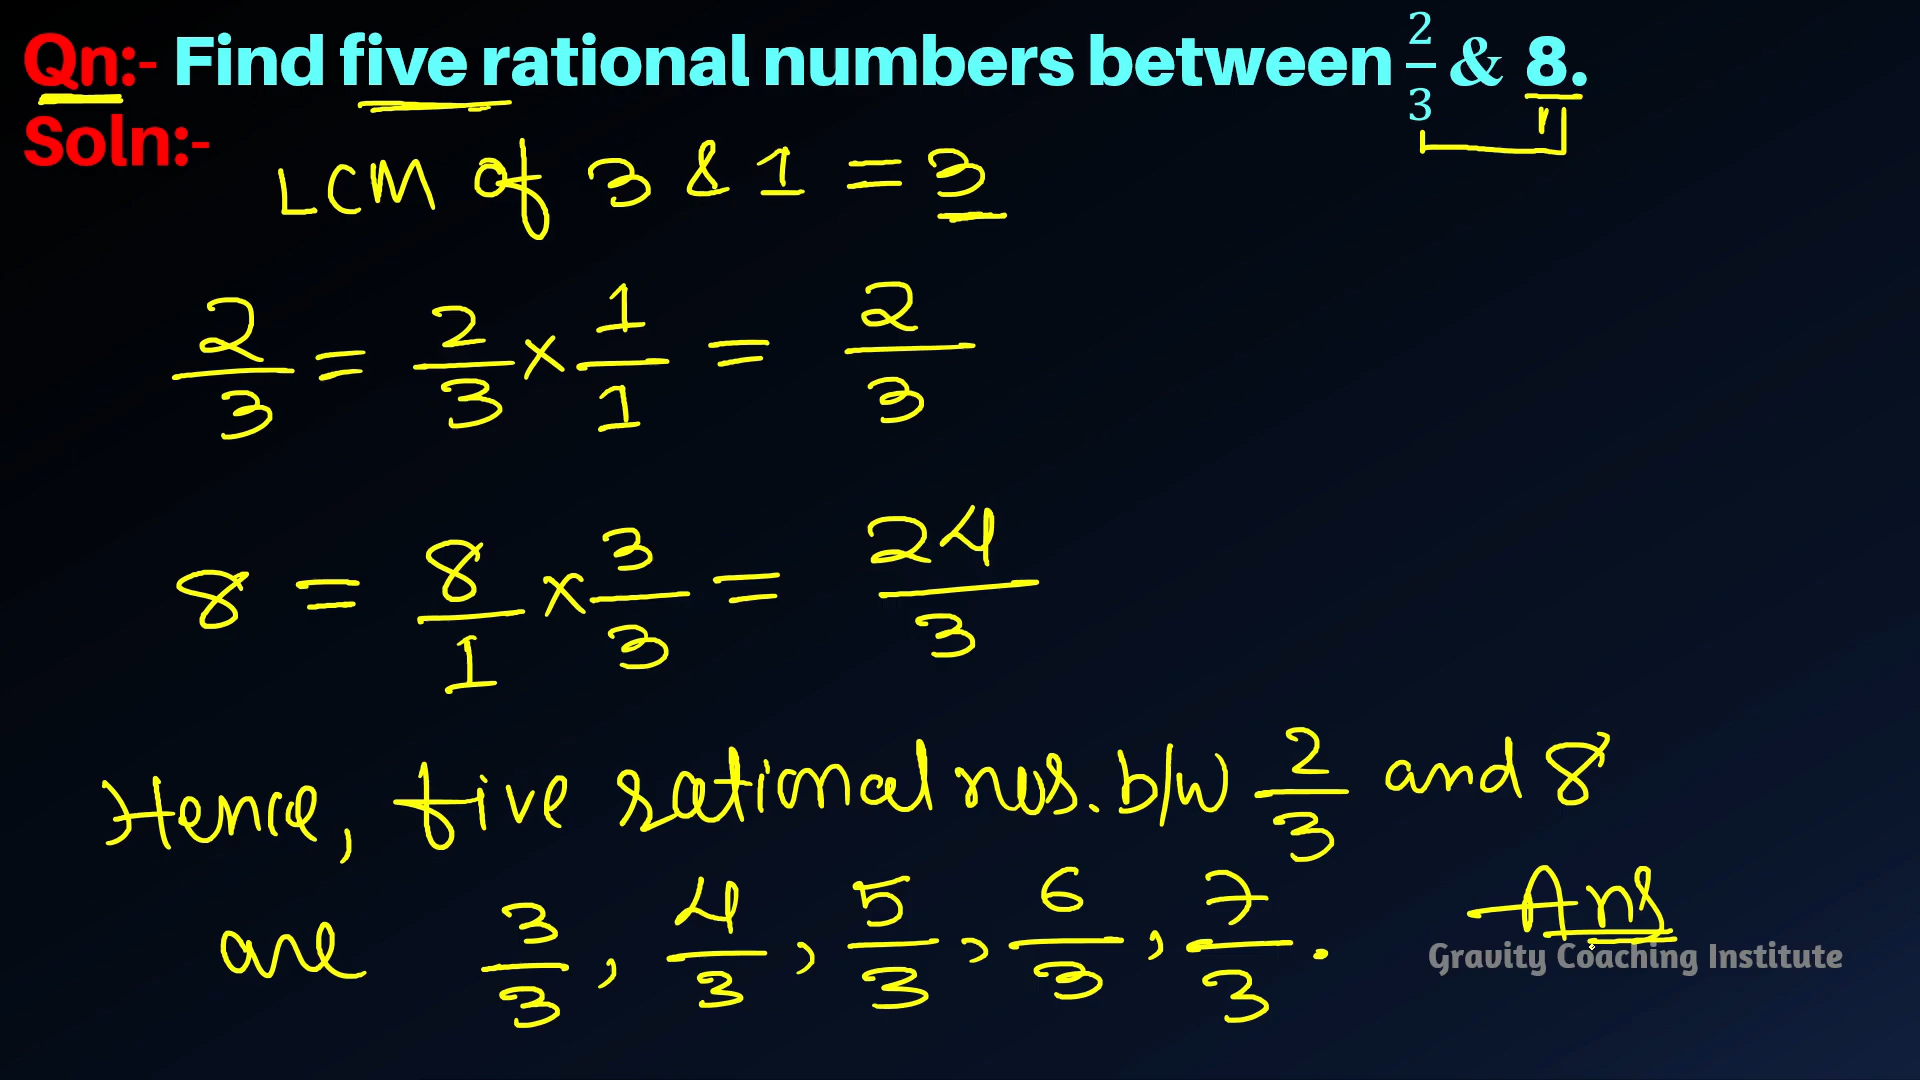 Qn:- Find five rational numbers between 2/3 & 8.
Soln:-
LCM of 3 & 1 = 3
2/3 = 2/3 × 1/1 = 2/3
8 = 8/1 × 3/3 = 24/3
Hence, five rational nos. b/w 2/3 and 8
are 3/3, 4/3, 5/3, 6/3, 7/3. Ans
Gravity Coaching Institute